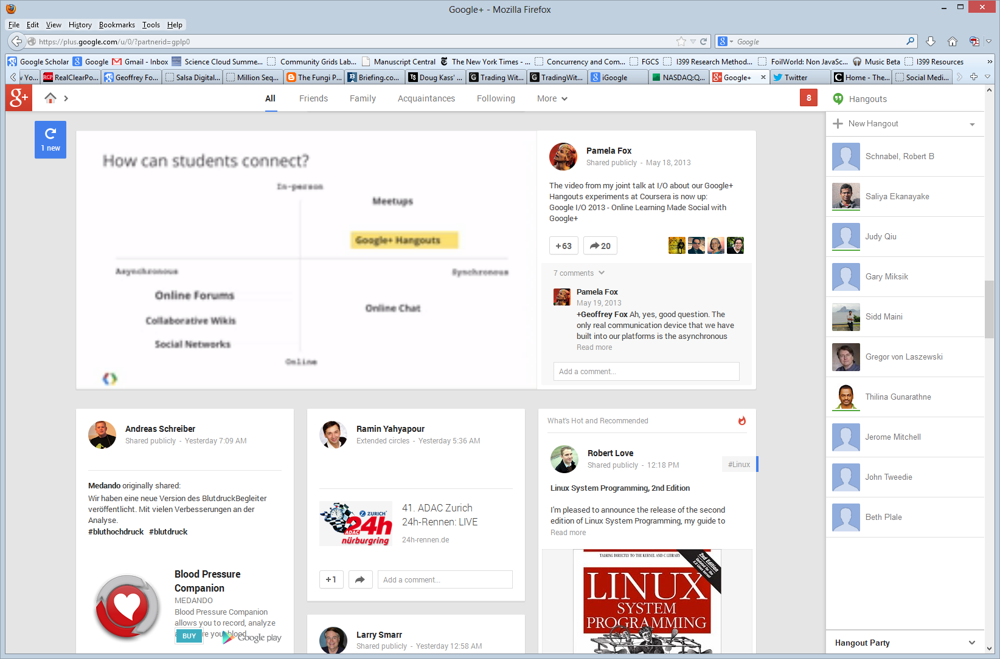 Google+ - Mozilla Firefox
File Edit View History Bookmarks Tools Help
https://plus.google.com/u/0/?partnerid=gplp0
Google
Google Scholar Google Gmail - Inbox Science Cloud Summe... Community Grids Lab... Manuscript Central The New York Times - ... Concurrency and Com... FGCS I399 Research Method... FoilWorld: Non JavaSc... Music Beta I399 Resources »
w Yo... RealClearPo... Geoffrey Fo... Salsa Digital... Million Seq... The Fungi P... Briefing.co... Doug Kass' ... Trading Wit... TradingWit... iGoogle NASDAQ:Q... Google+ Twitter Home - The... Social Medi...
g+ All Friends Family Acquaintances Following More 8
Hangouts
1 new
New Hangout
How can students connect?
In-person
Meetups
Google+ Hangouts
Asynchronous Synchronous
Online Forums
Online Chat
Collaborative Wikis
Social Networks
Online
Pamela Fox
Shared publicly - May 18, 2013
The video from my joint talk at I/O about our Google+
Hangouts experiments at Coursera is now up:
Google I/O 2013 - Online Learning Made Social with
Google+
+63 20
7 comments
Pamela Fox
May 19, 2013
+Geoffrey Fox Ah, yes, good question. The
only real communication device that we have
built into our platforms is the asynchronous
Read more
Add a comment...
Andreas Schreiber
Shared publicly - Yesterday 7:09 AM
Medando originally shared:
Wir haben eine neue Version des BlutdruckBegleiter
veröffentlicht. Mit vielen Verbesserungen an der
Analyse.
#bluthochdruck #blutdruck
Blood Pressure
Companion
MEDANDO
Blood Pressure Companion
allows you to record, analyze
re your blood
BUY
Google play
Ramin Yahyapour
Extended circles - Yesterday 5:36 AM
ZURICH
24h
ADAC
nürburgring
41. ADAC Zurich
24h-Rennen: LIVE
24h-rennen.de
+1
Add a comment...
Larry Smarr
Shared publicly - Yesterday 12:58 AM
What's Hot and Recommended
Robert Love
Shared publicly - 12:18 PM
#Linux
Linux System Programming, 2nd Edition
I'm pleased to announce the release of the second
edition of Linux System Programming, my guide to
Read more
TALKING DIRECTLY TO THE KERNEL AND C LIBRARY
2nd Edition
LINUX
SYSTEM
PROGRAMMING
Schnabel, Robert B
Saliya Ekanayake
Judy Qiu
Gary Miksik
Sidd Maini
Gregor von Laszewski
Thilina Gunarathne
Jerome Mitchell
John Tweedie
Beth Plale
Hangout Party